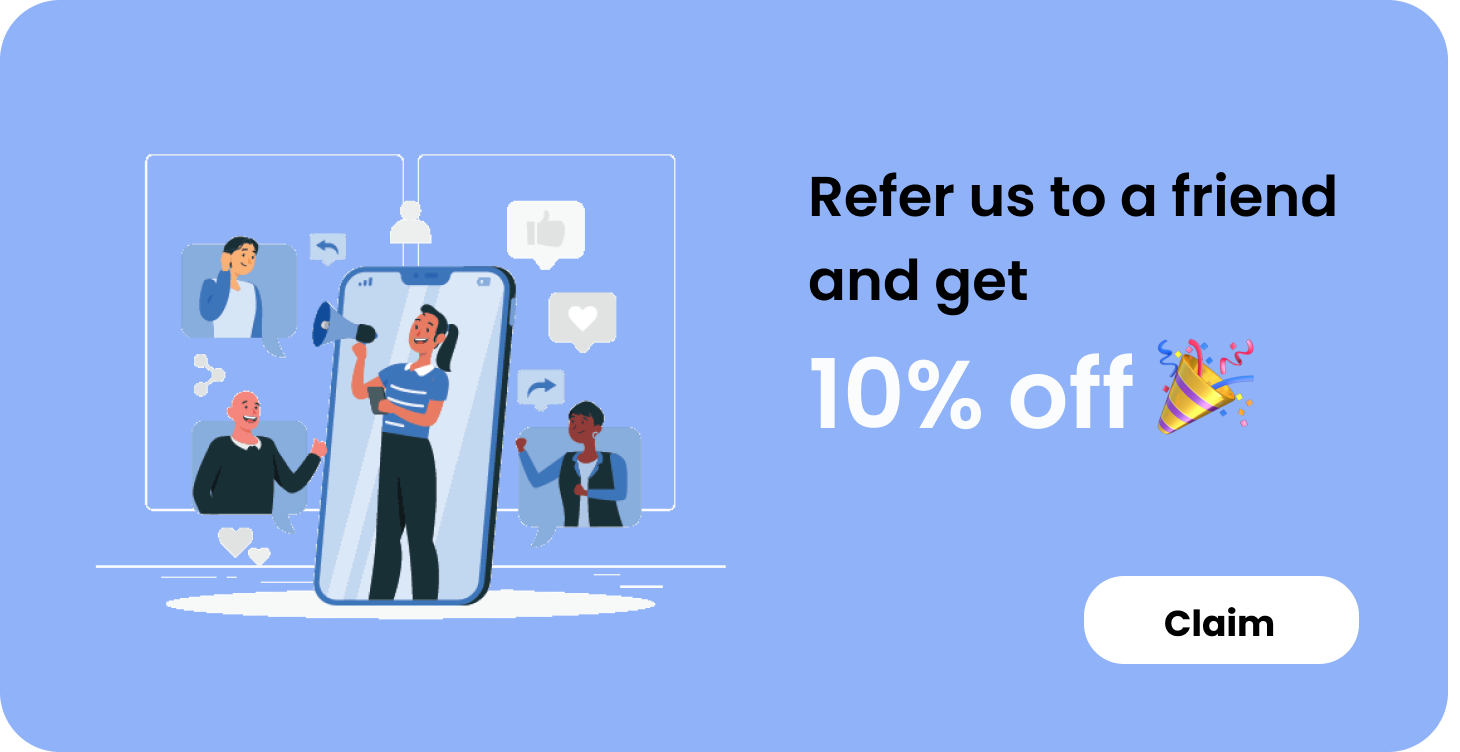 Refer us to a friend
and get
10% off 🎉
Claim